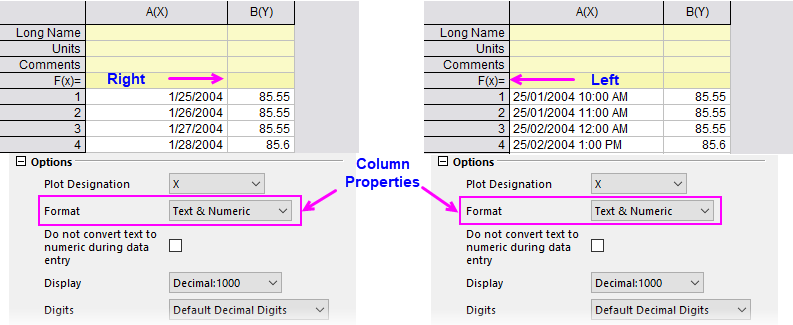 A(X) B(Y)
Long Name
Units
Comments
F(x)=
Right
1 1/25/2004 85.55
2 1/26/2004 85.55
3 1/27/2004 85.55
4 1/28/2004 85.6
Options
Plot Designation X
Format Text & Numeric
Do not convert text to
numeric during data
entry
Display Decimal:1000
Digits Default Decimal Digits
Column
Properties
A(X) B(Y)
Long Name
Units
Comments
F(x)=
Left
1 25/01/2004 10:00 AM 85.55
2 25/01/2004 11:00 AM 85.55
3 25/02/2004 12:00 AM 85.55
4 25/02/2004 1:00 PM 85.6
Options
Plot Designation X
Format Text & Numeric
Do not convert text to
numeric during data
entry
Display Decimal:1000
Digits Default Decimal Digits